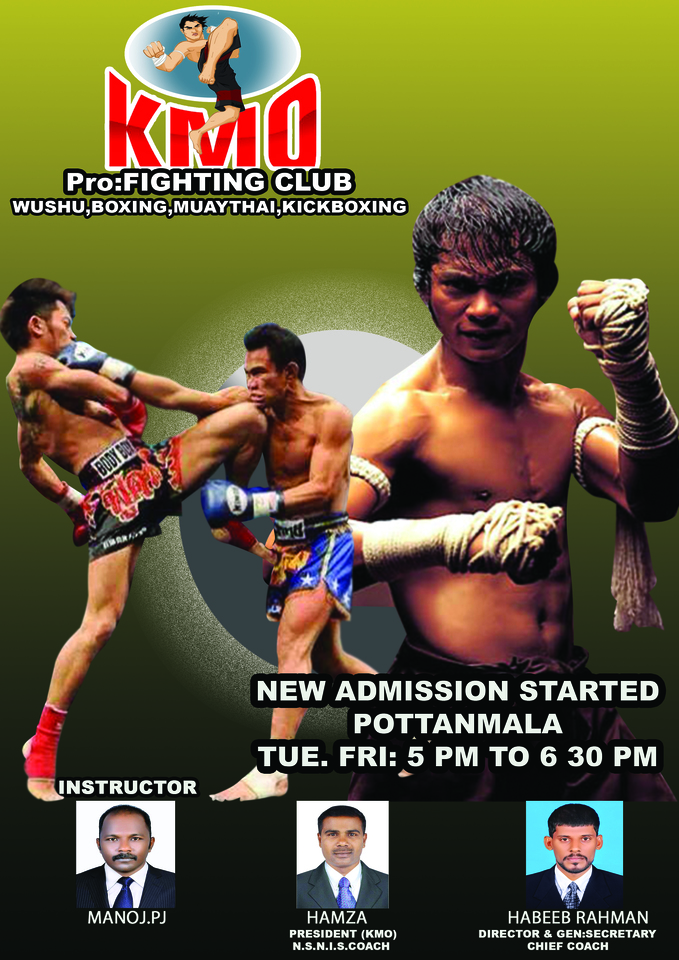 KMO
Pro:FIGHTING CLUB
WUSHU,BOXING,MUAYTHAI,KICKBOXING
BODY
NEW ADMISSION STARTED
POTTANMALA
TUE. FRI: 5 PM TO 6 30 PM
INSTRUCTOR
MANOJ.PJ
HAMZA
PRESIDENT (KMO)
N.S.N.I.S.COACH
HABEEB RAHMAN
DIRECTOR & GEN:SECRETARY
CHIEF COACH